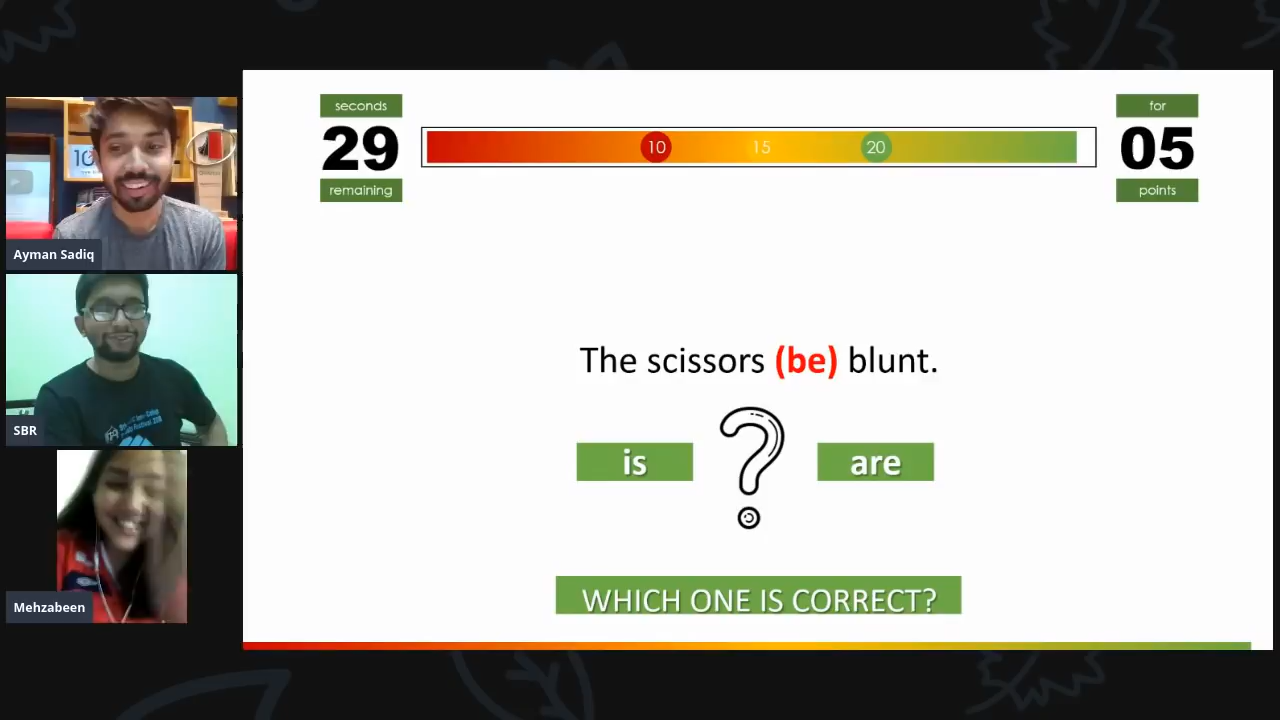 seconds
29
remaining
10
15
20
for
05
points
10
Ayman Sadiq
SBR
Mehzabeen
The scissors (be) blunt.
is
are
WHICH ONE IS CORRECT?